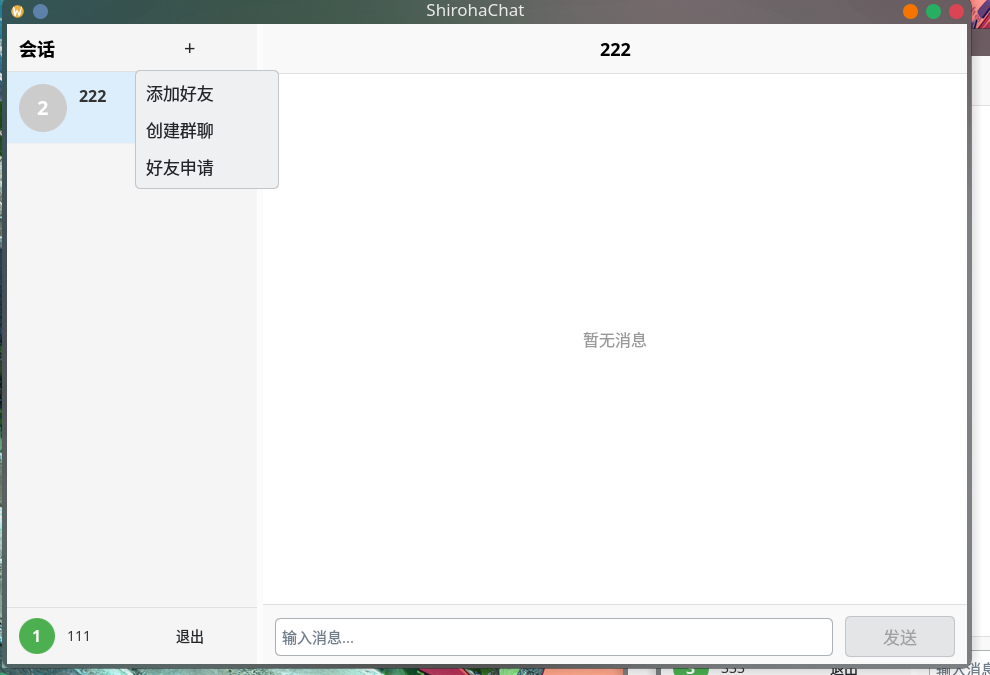 ShirohaChat
会话
+
222
2
222
添加好友
创建群聊
好友申请
暂无消息
1
111
退出
输入消息...
发送